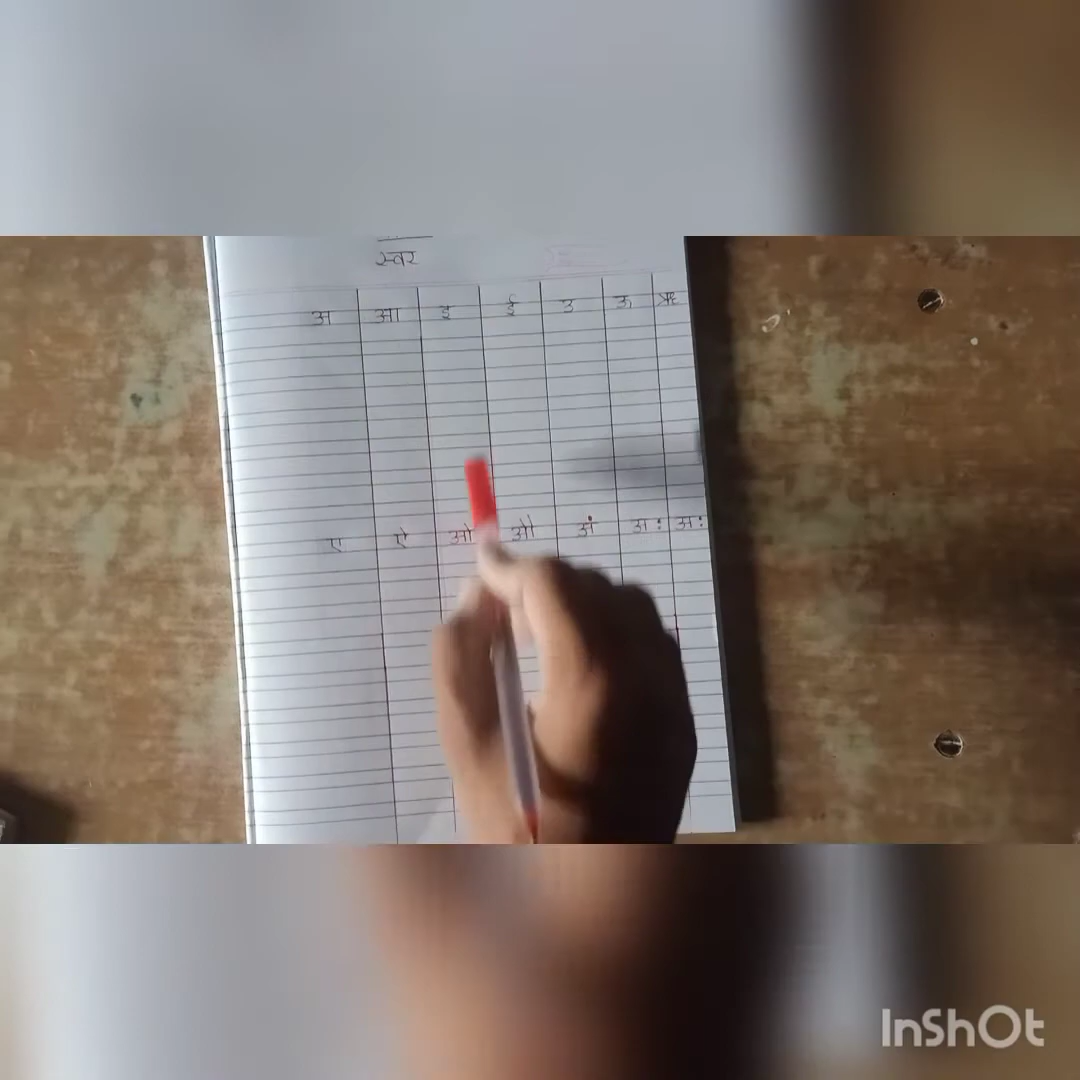 स्वर
अ आ इ ई उ ऊ ऋ
ए ऐ ओ औ अं अः अः
InShOt